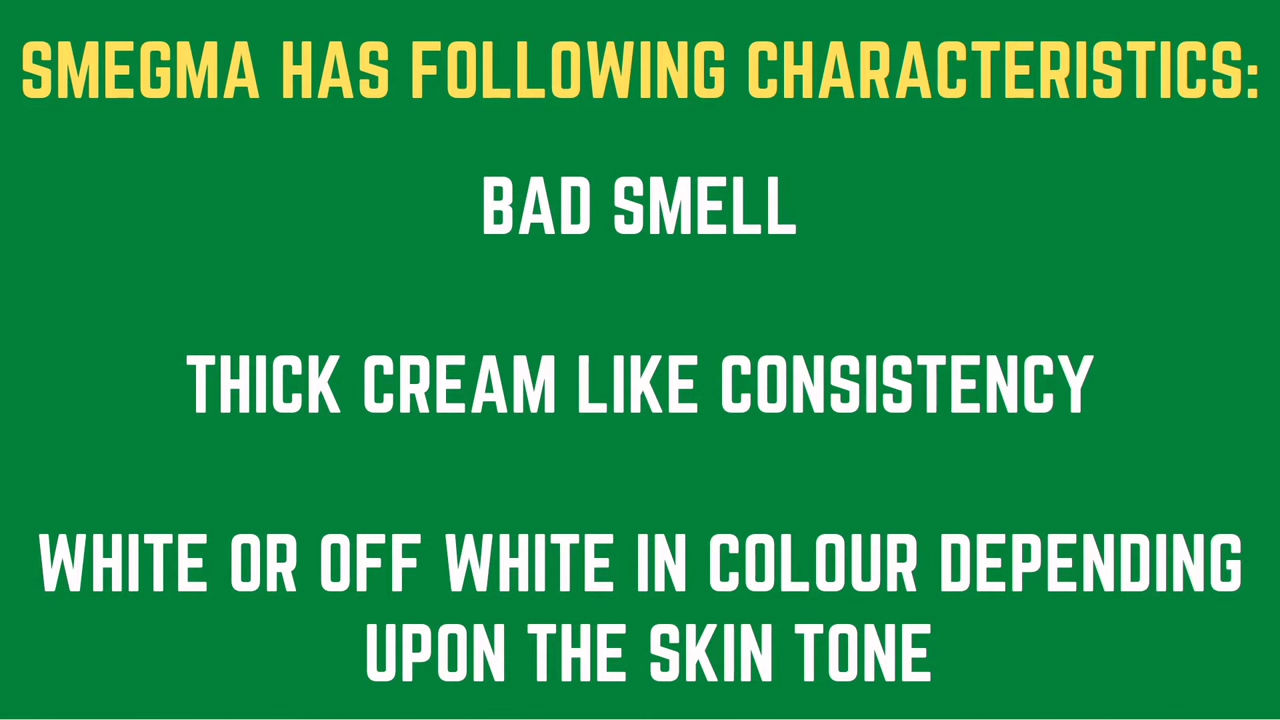 SMEGMA HAS FOLLOWING CHARACTERISTICS:
BAD SMELL
THICK CREAM LIKE CONSISTENCY
WHITE OR OFF WHITE IN COLOUR DEPENDING
UPON THE SKIN TONE